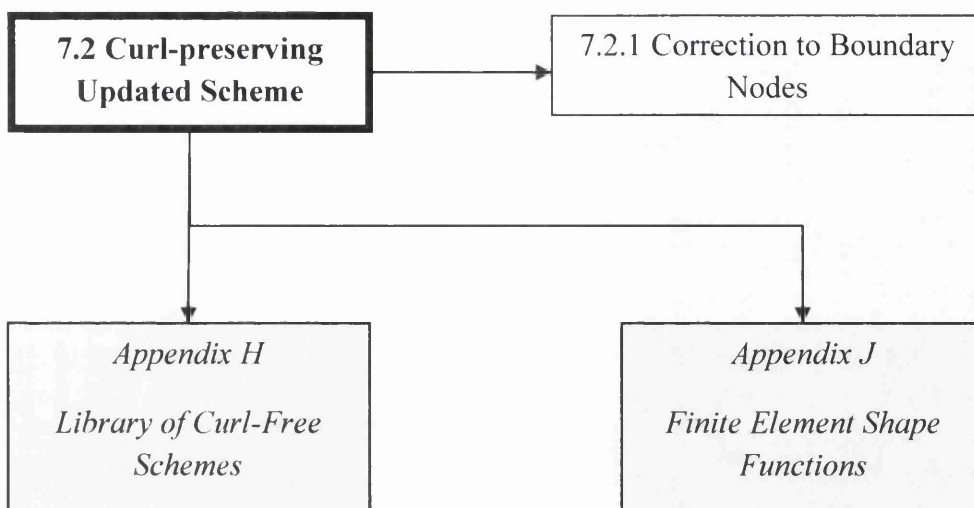 7.2 Curl-preserving
Updated Scheme
7.2.1 Correction to Boundary
Nodes
Appendix H
Library of Curl-Free
Schemes
Appendix J
Finite Element Shape
Functions